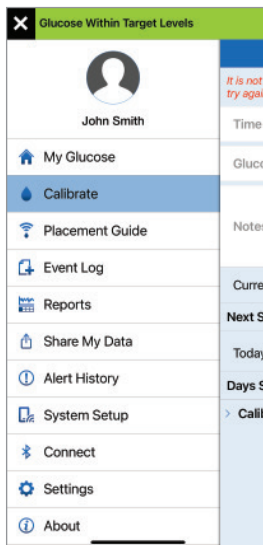 Glucose Within Target Levels
John Smith
My Glucose
Calibrate
Placement Guide
Event Log
Reports
Share My Data
Alert History
System Setup
Connect
Settings
About
It is not
try agai
Time
Gluco
Notes
Curre
Next S
Today
Days S
Calib